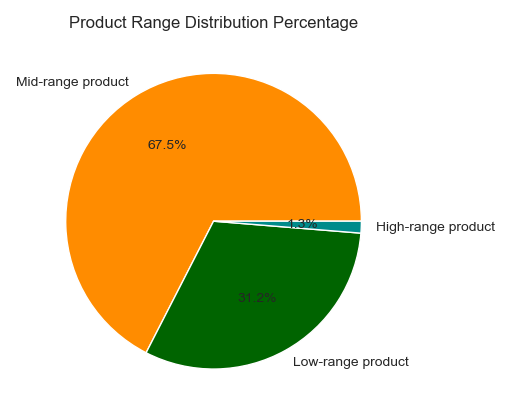 Product Range Distribution Percentage
Mid-range product
67.5%
1.3%
High-range product
31.2%
Low-range product